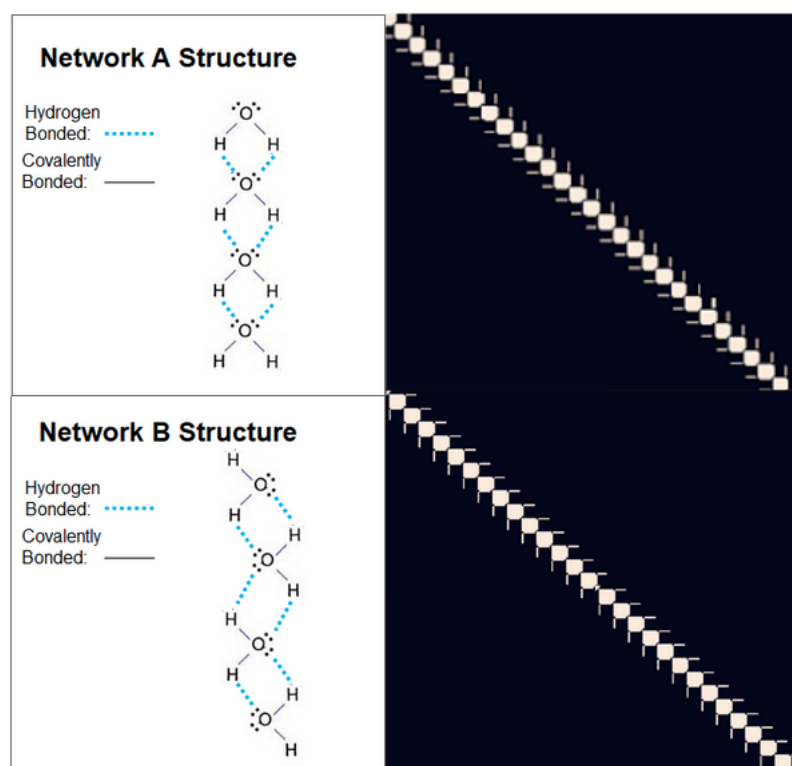 Network A Structure
Hydrogen
Bonded:
Covalently
Bonded:
O
H H
O
H H
O
H H
O
H H
Network B Structure
Hydrogen
Bonded:
Covalently
Bonded:
H
O
H
H
O
H
H
O
H
H
O
H